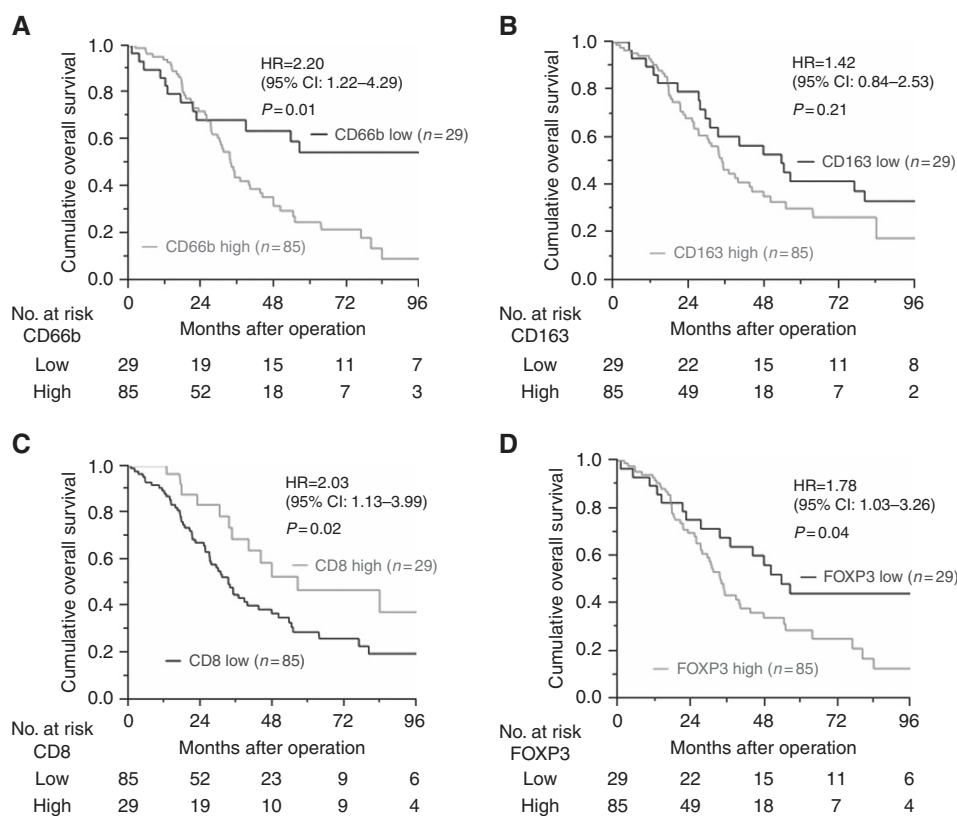 A
1.0
0.8
0.6
0.4
0.2
0.0
Cumulative overall survival
HR=2.20
(95% CI: 1.22–4.29)
P=0.01
CD66b low (n=29)
CD66b high (n=85)
0 24 48 72 96
Months after operation
No. at risk
CD66b
Low 29 19 15 11 7
High 85 52 18 7 3
B
1.0
0.8
0.6
0.4
0.2
0.0
Cumulative overall survival
HR=1.42
(95% CI: 0.84–2.53)
P=0.21
CD163 low (n=29)
CD163 high (n=85)
0 24 48 72 96
Months after operation
No. at risk
CD163
Low 29 22 15 11 8
High 85 49 18 7 2
C
1.0
0.8
0.6
0.4
0.2
0.0
Cumulative overall survival
HR=2.03
(95% CI: 1.13–3.99)
P=0.02
CD8 high (n=29)
CD8 low (n=85)
0 24 48 72 96
Months after operation
No. at risk
CD8
Low 85 52 23 9 6
High 29 19 10 9 4
D
1.0
0.8
0.6
0.4
0.2
0.0
Cumulative overall survival
HR=1.78
(95% CI: 1.03–3.26)
P=0.04
FOXP3 low (n=29)
FOXP3 high (n=85)
0 24 48 72 96
Months after operation
No. at risk
FOXP3
Low 29 22 15 11 6
High 85 49 18 7 4